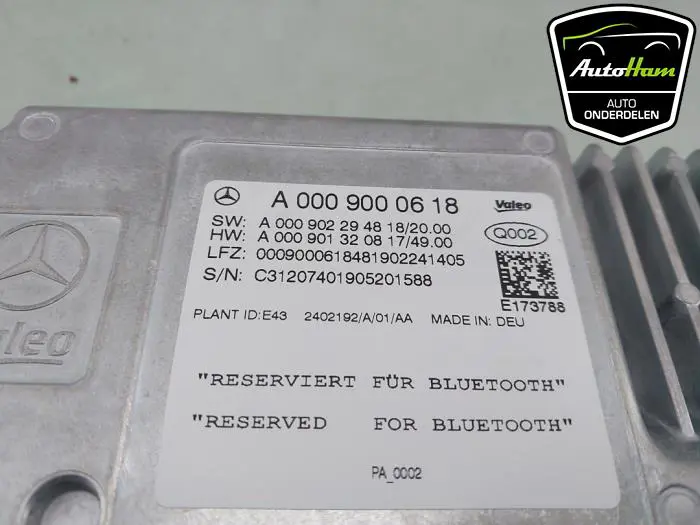 AutoHam
AUTO
ONDERDELEN
A 000 900 06 18
Valeo
SW: A 000 902 29 48 18/20.00
HW: A 000 901 32 08 17/49.00
Q002
LFZ: 0009000618481902241405
S/N: C31207401905201588
E173788
PLANT ID: E43 2402192/A/01/AA MADE IN: DEU
"RESERVIERT FÜR BLUETOOTH"
"RESERVED FOR BLUETOOTH"
PA_0002
Valeo